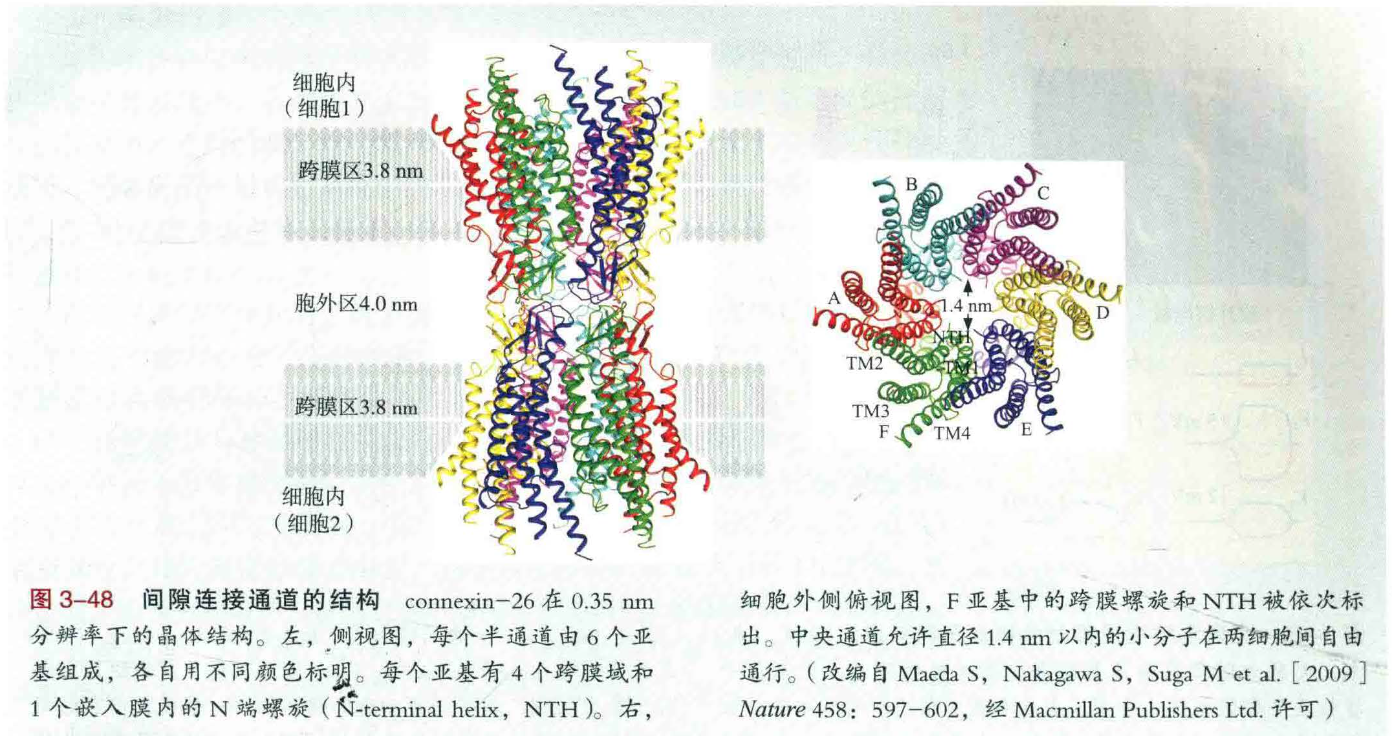 细胞内
（细胞1）
跨膜区3.8 nm
胞外区4.0 nm
跨膜区3.8 nm
细胞内
（细胞2）
B
C
A
1.4 nm
D
NTH
TM2
TM1
TM3
F
TM4
E
图 3-48 间隙连接通道的结构 connexin-26 在 0.35 nm
分辨率下的晶体结构。左，侧视图，每个半通道由 6 个亚
基组成，各自用不同颜色标明。每个亚基有 4 个跨膜域和
1 个嵌入膜内的 N 端螺旋（N-terminal helix，NTH）。右，
细胞外侧俯视图，F 亚基中的跨膜螺旋和 NTH 被依次标
出。中央通道允许直径 1.4 nm 以内的小分子在两细胞间自由
通行。（改编自 Maeda S，Nakagawa S，Suga M et al.［2009］
Nature 458：597-602，经 Macmillan Publishers Ltd. 许可）